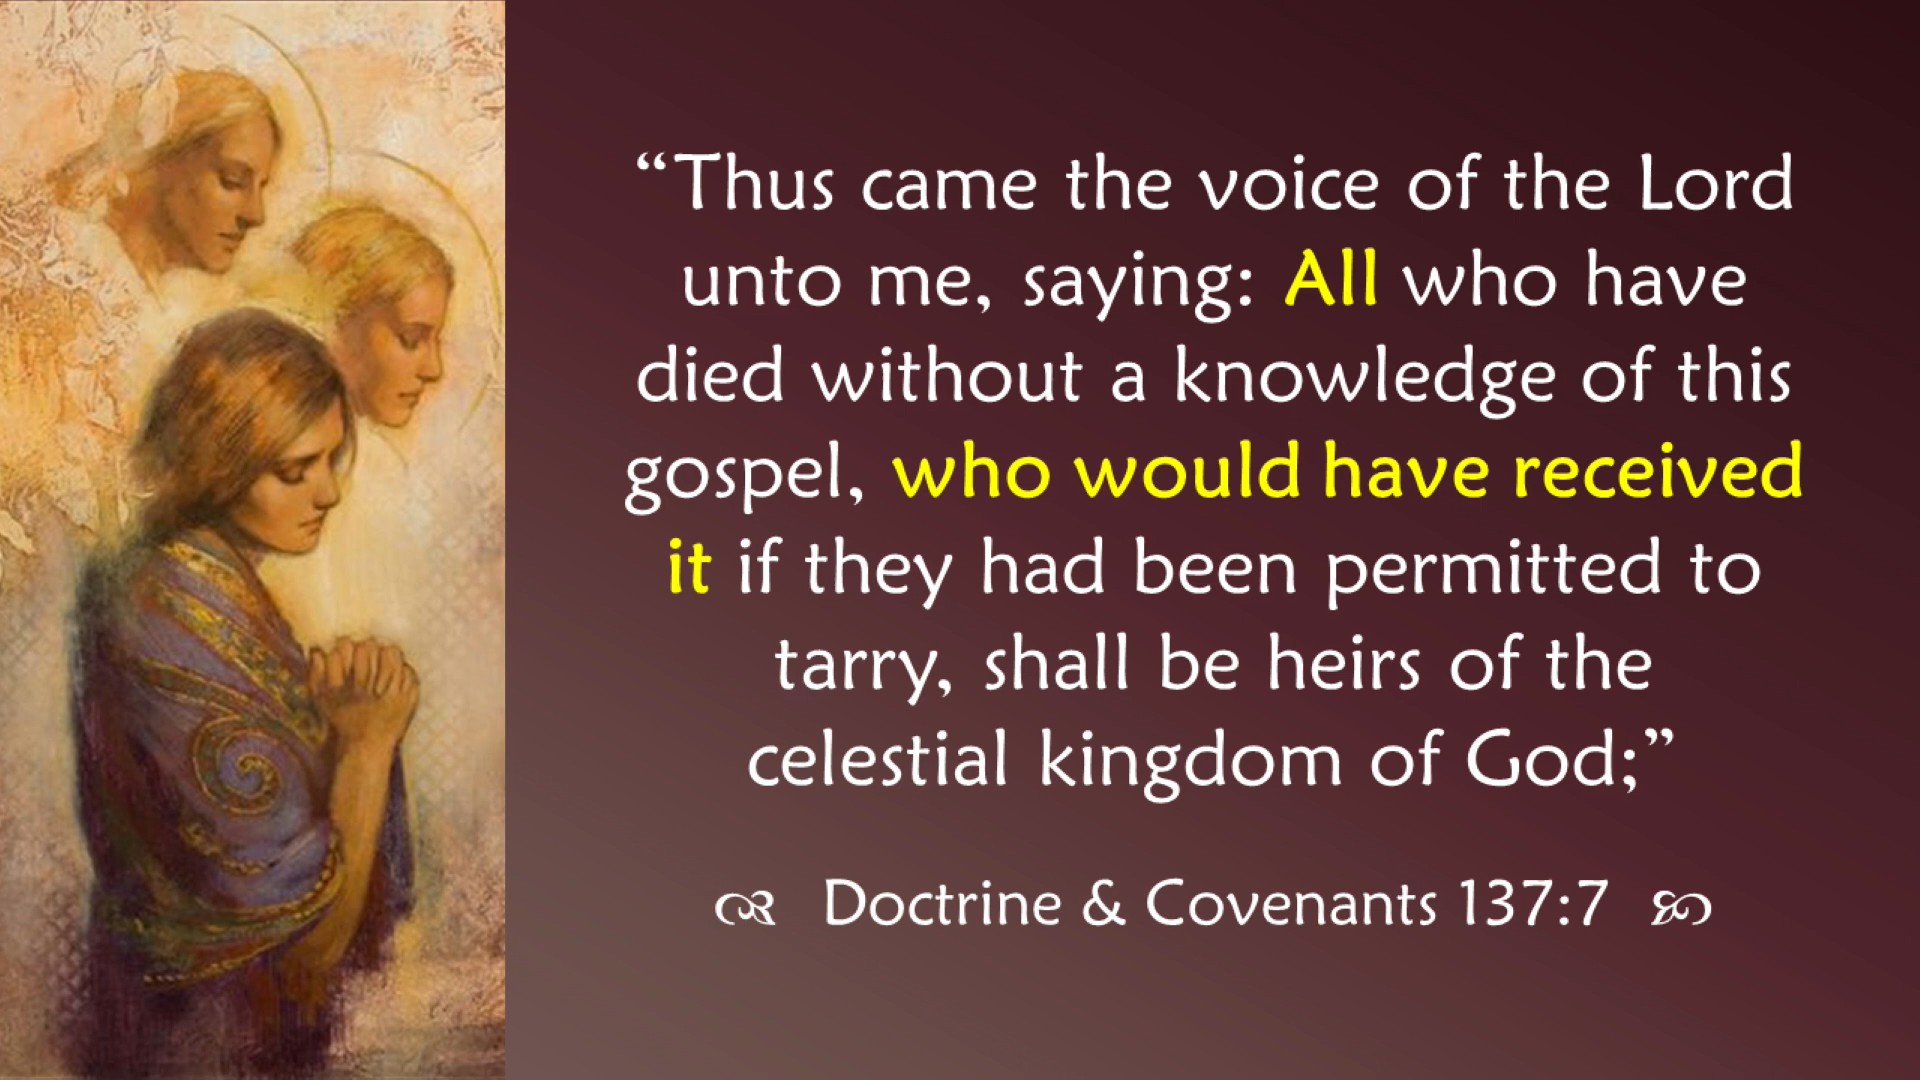 “Thus came the voice of the Lord
unto me, saying: All who have
died without a knowledge of this
gospel, who would have received
it if they had been permitted to
tarry, shall be heirs of the
celestial kingdom of God;”
Doctrine & Covenants 137:7